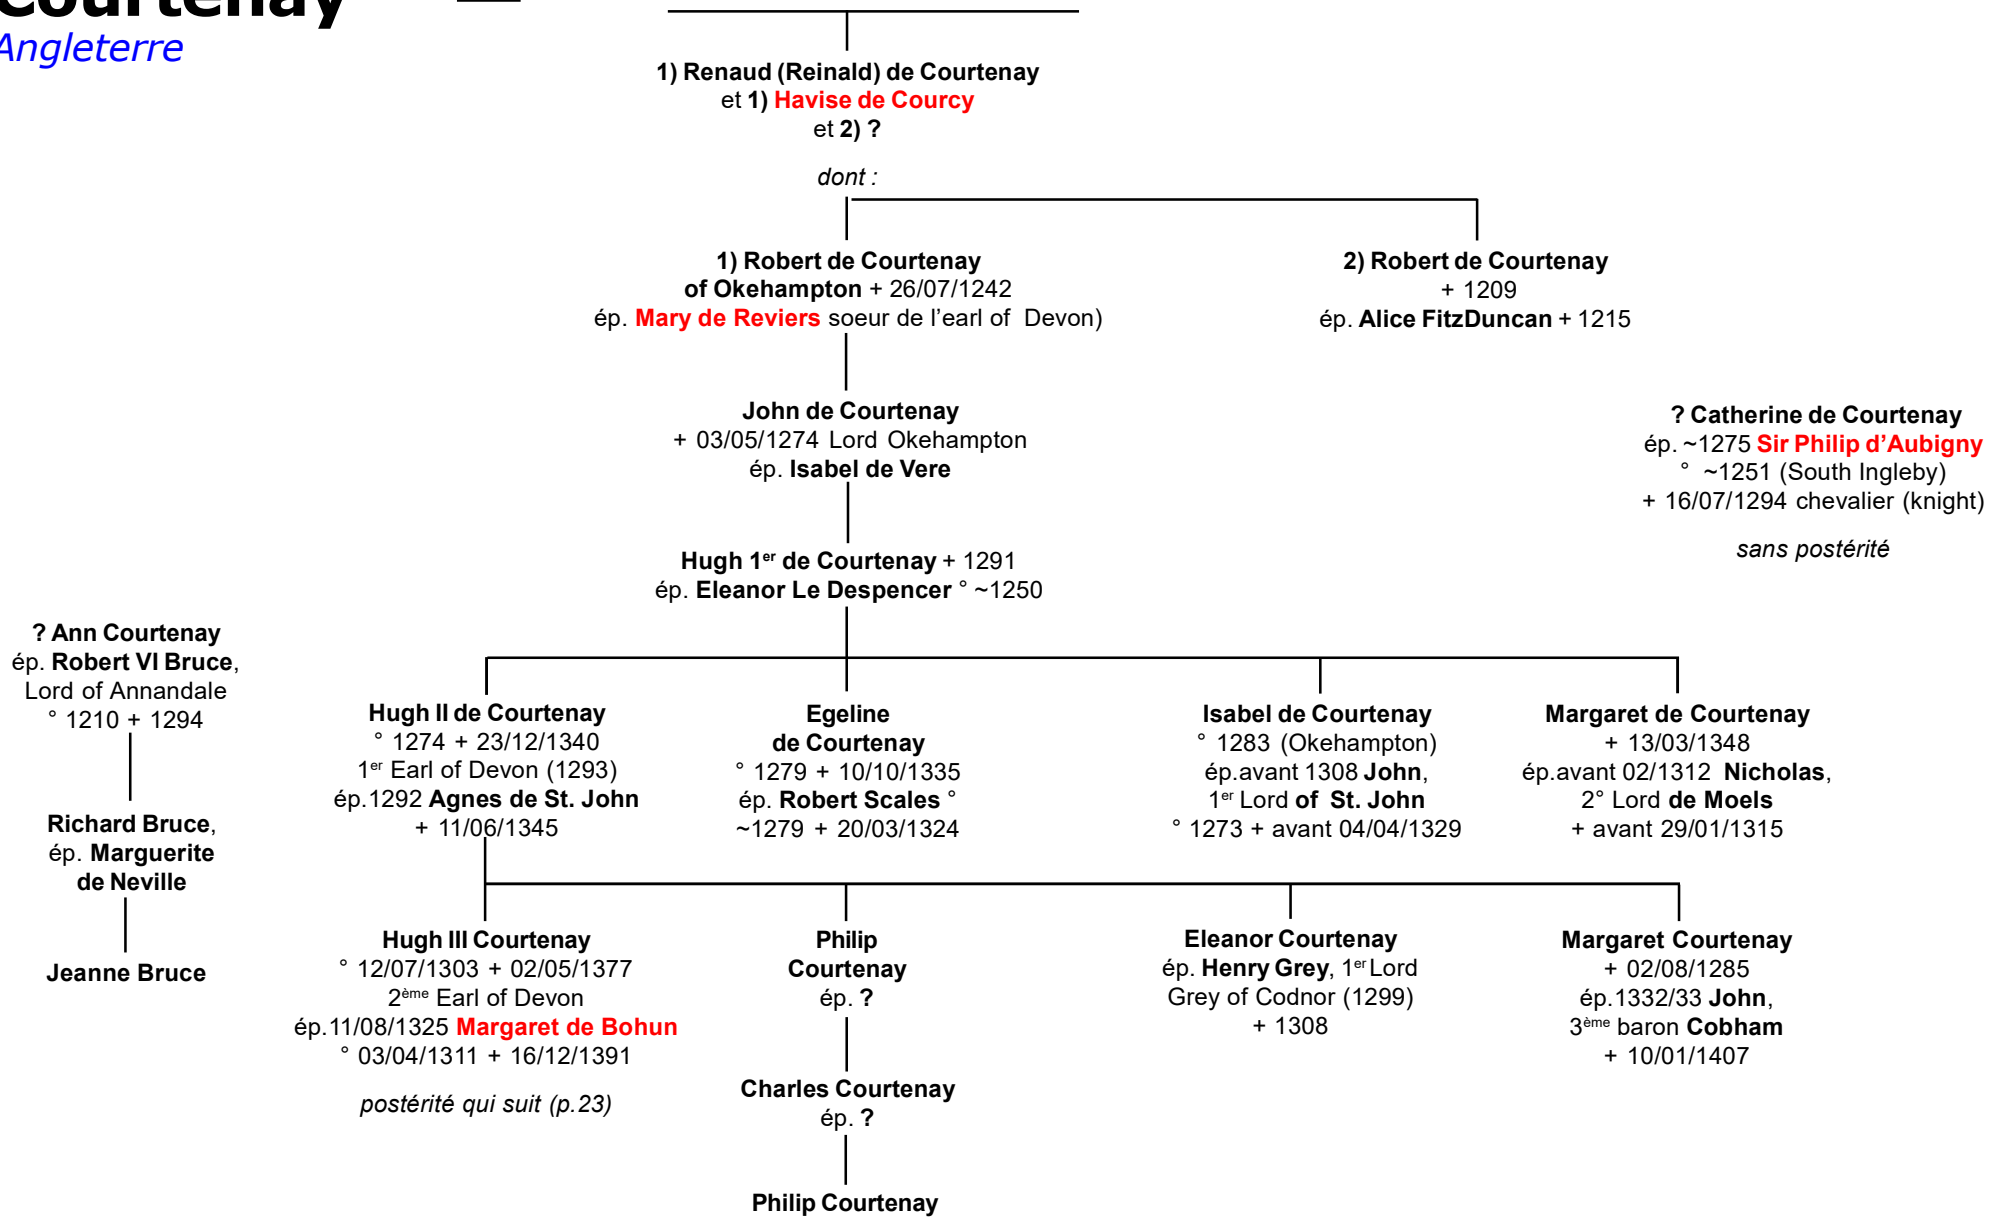 Courtenay
Angleterre
1) Renaud (Reinald) de Courtenay
et 1) Havise de Courcy
et 2) ?
dont :
1) Robert de Courtenay
of Okehampton + 26/07/1242
ép. Mary de Reviers soeur de l’earl of Devon)
2) Robert de Courtenay
+ 1209
ép. Alice FitzDuncan + 1215
John de Courtenay
+ 03/05/1274 Lord Okehampton
ép. Isabel de Vere
? Catherine de Courtenay
ép. ~1275 Sir Philip d’Aubigny
° ~1251 (South Ingleby)
+ 16/07/1294 chevalier (knight)
sans postérité
Hugh 1er de Courtenay + 1291
ép. Eleanor Le Despencer ° ~1250
? Ann Courtenay
ép. Robert VI Bruce,
Lord of Annandale
° 1210 + 1294
Richard Bruce,
ép. Marguerite
de Neville
Jeanne Bruce
Hugh II de Courtenay
° 1274 + 23/12/1340
1er Earl of Devon (1293)
ép.1292 Agnes de St. John
+ 11/06/1345
Egeline
de Courtenay
° 1279 + 10/10/1335
ép. Robert Scales °
~1279 + 20/03/1324
Isabel de Courtenay
° 1283 (Okehampton)
ép.avant 1308 John,
1er Lord of St. John
° 1273 + avant 04/04/1329
Margaret de Courtenay
+ 13/03/1348
ép.avant 02/1312 Nicholas,
2° Lord de Moels
+ avant 29/01/1315
Hugh III Courtenay
° 12/07/1303 + 02/05/1377
2ème Earl of Devon
ép.11/08/1325 Margaret de Bohun
° 03/04/1311 + 16/12/1391
postérité qui suit (p.23)
Philip
Courtenay
ép. ?
Charles Courtenay
ép. ?
Philip Courtenay
Eleanor Courtenay
ép. Henry Grey, 1er Lord
Grey of Codnor (1299)
+ 1308
Margaret Courtenay
+ 02/08/1285
ép.1332/33 John,
3ème baron Cobham
+ 10/01/1407